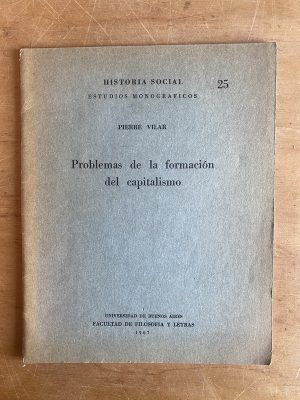 HISTORIA SOCIAL 25
ESTUDIOS MONOGRAFICOS
PIERRE VILAR
Problemas de la formación
del capitalismo
UNIVERSIDAD DE BUENOS AIRES
FACULTAD DE FILOSOFIA Y LETRAS
1967